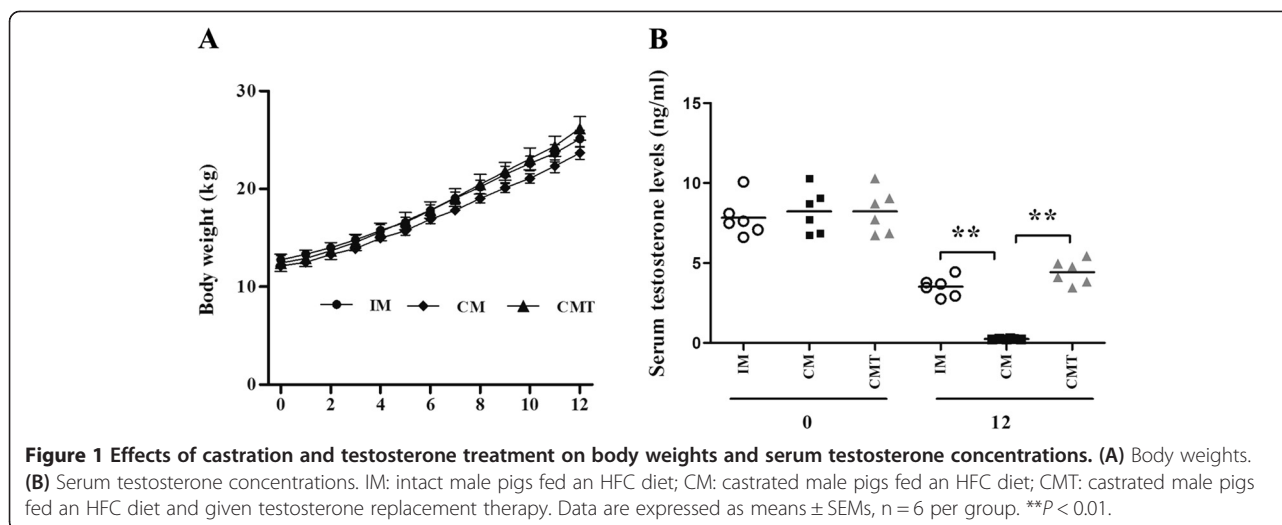 A
B
30
20
10
0
Body weight (kg)
IM CM CMT
0 2 4 6 8 10 12
15
10
5
0
Serum testosterone levels (ng/ml)
** **
IM CM CMT IM CM CMT
0 12
Figure 1 Effects of castration and testosterone treatment on body weights and serum testosterone concentrations. (A) Body weights.
(B) Serum testosterone concentrations. IM: intact male pigs fed an HFC diet; CM: castrated male pigs fed an HFC diet; CMT: castrated male pigs
fed an HFC diet and given testosterone replacement therapy. Data are expressed as means ± SEMs, n = 6 per group. **P < 0.01.